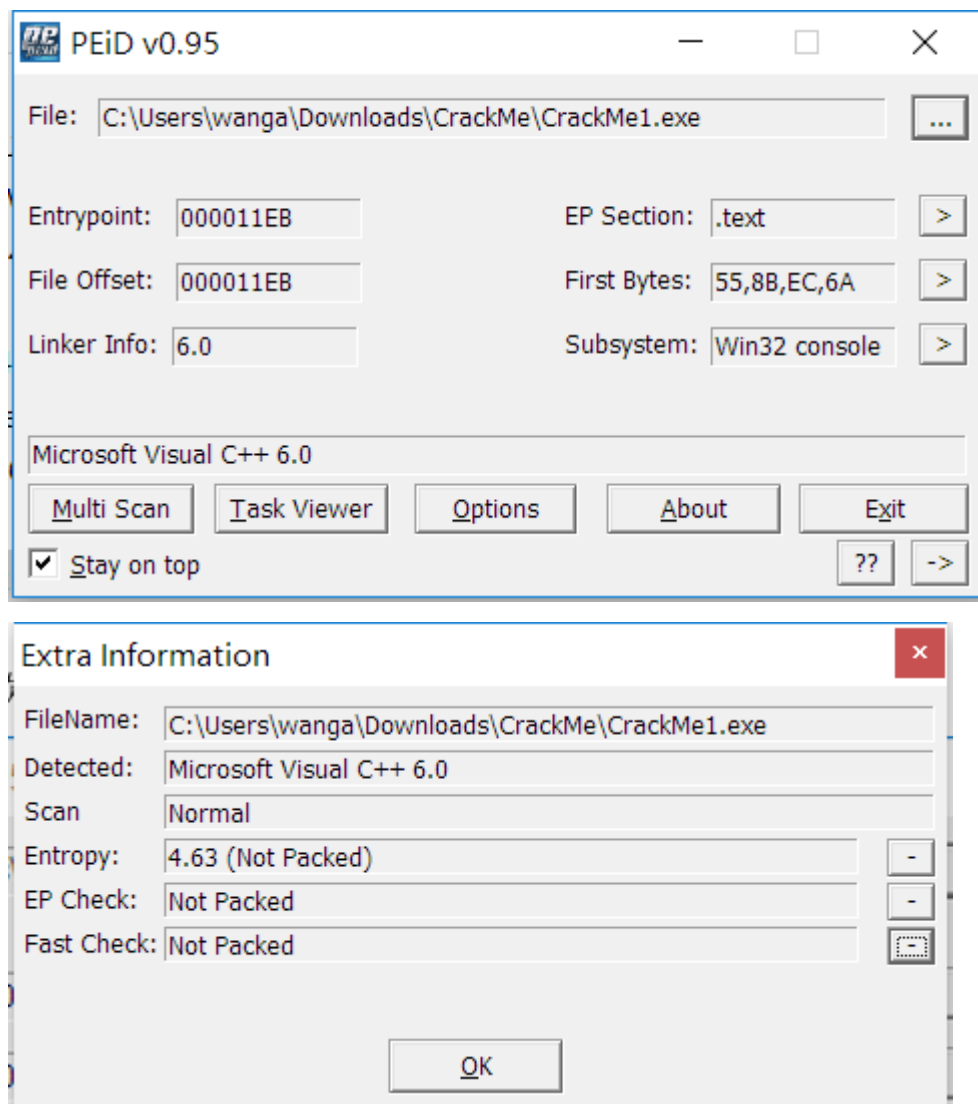 PEiD v0.95
File: C:\Users\wanga\Downloads\CrackMe\CrackMe1.exe ...
Entrypoint: 000011EB EP Section: .text >
File Offset: 000011EB First Bytes: 55,8B,EC,6A >
Linker Info: 6.0 Subsystem: Win32 console >
Microsoft Visual C++ 6.0
Multi Scan Task Viewer Options About Exit
Stay on top ?? ->
Extra Information
FileName: C:\Users\wanga\Downloads\CrackMe\CrackMe1.exe
Detected: Microsoft Visual C++ 6.0
Scan Normal
Entropy: 4.63 (Not Packed) -
EP Check: Not Packed -
Fast Check: Not Packed -
OK